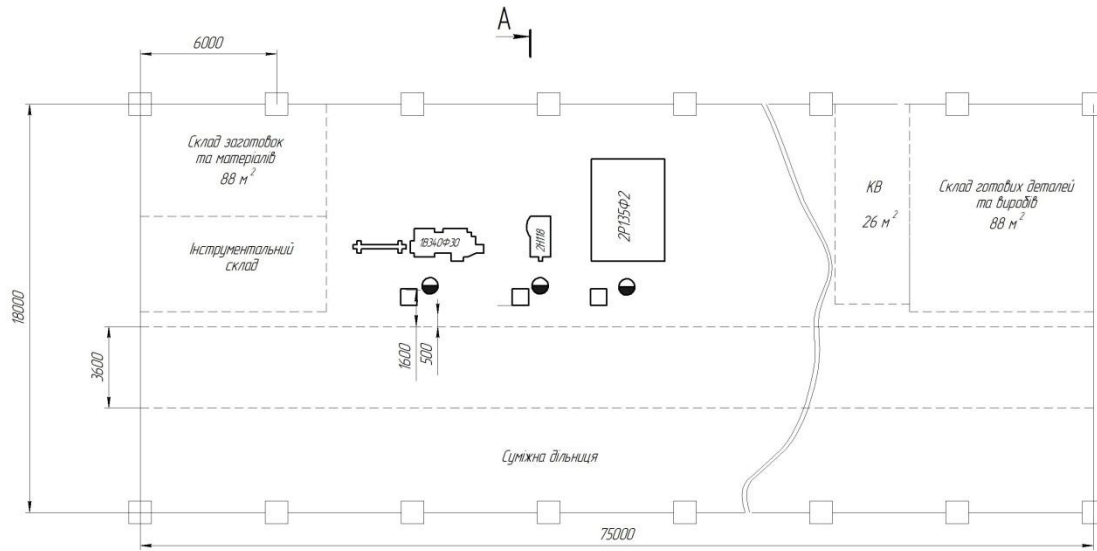 А
6000
Склад заготовок
та матеріалів
88 м²
Інструментальний
склад
1В340Ф30
2Н118
2Р135Ф2
КВ
26 м²
Склад готових деталей
та виробів
88 м²
18000
3600
1600
500
Суміжна дільниця
75000